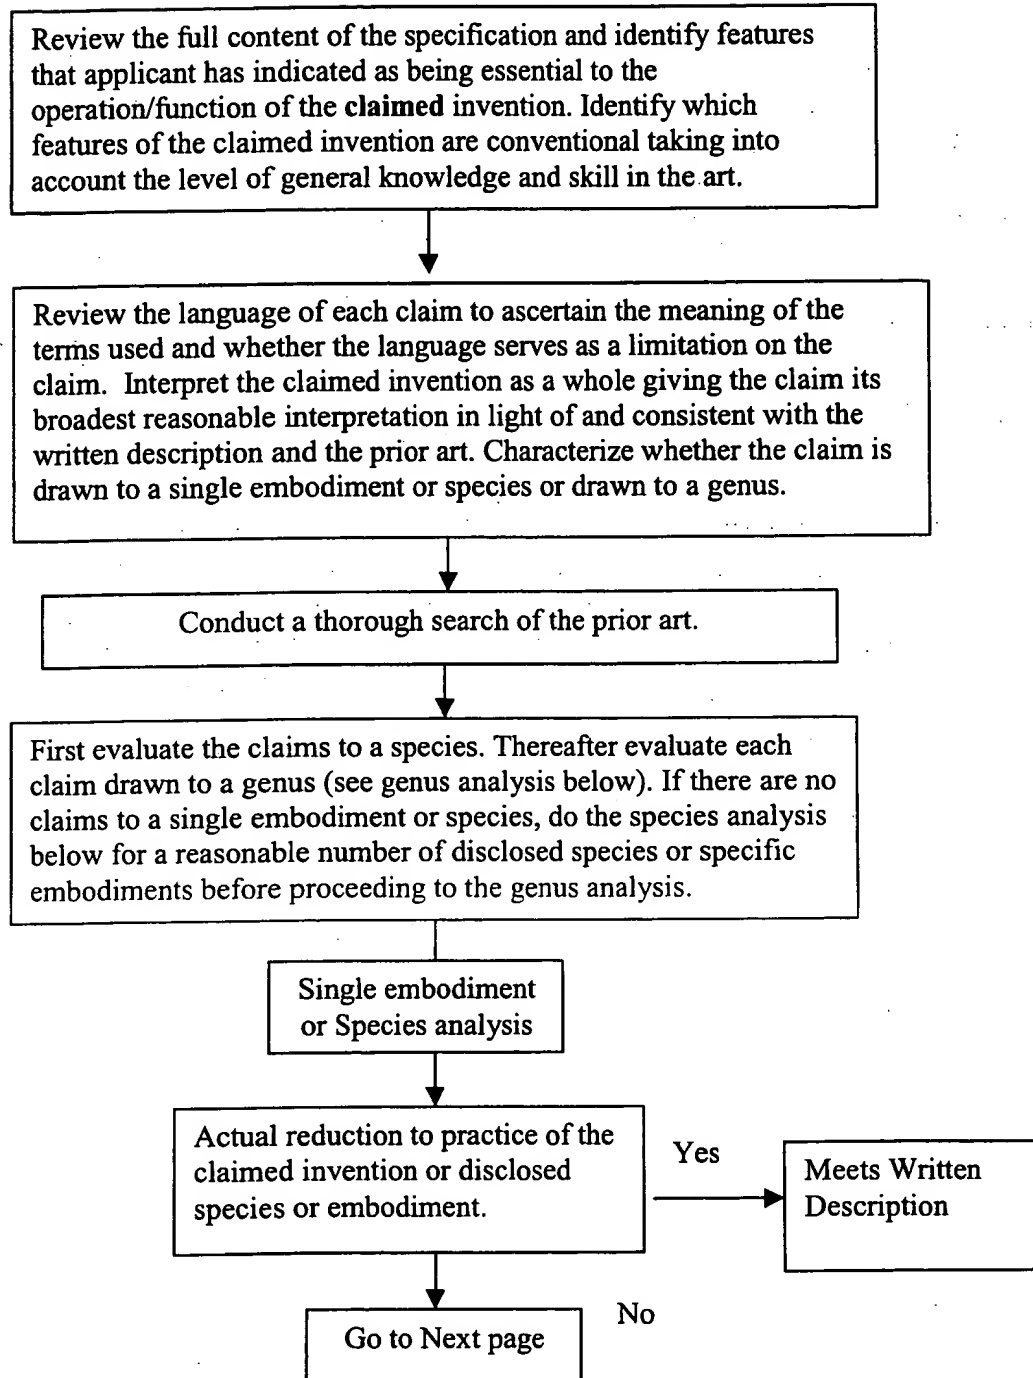 Review the full content of the specification and identify features
that applicant has indicated as being essential to the
operation/function of the claimed invention. Identify which
features of the claimed invention are conventional taking into
account the level of general knowledge and skill in the art.
Review the language of each claim to ascertain the meaning of the
terms used and whether the language serves as a limitation on the
claim. Interpret the claimed invention as a whole giving the claim its
broadest reasonable interpretation in light of and consistent with the
written description and the prior art. Characterize whether the claim is
drawn to a single embodiment or species or drawn to a genus.
Conduct a thorough search of the prior art.
First evaluate the claims to a species. Thereafter evaluate each
claim drawn to a genus (see genus analysis below). If there are no
claims to a single embodiment or species, do the species analysis
below for a reasonable number of disclosed species or specific
embodiments before proceeding to the genus analysis.
Single embodiment
or Species analysis
Actual reduction to practice of the
claimed invention or disclosed
species or embodiment.
Yes
Meets Written
Description
No
Go to Next page